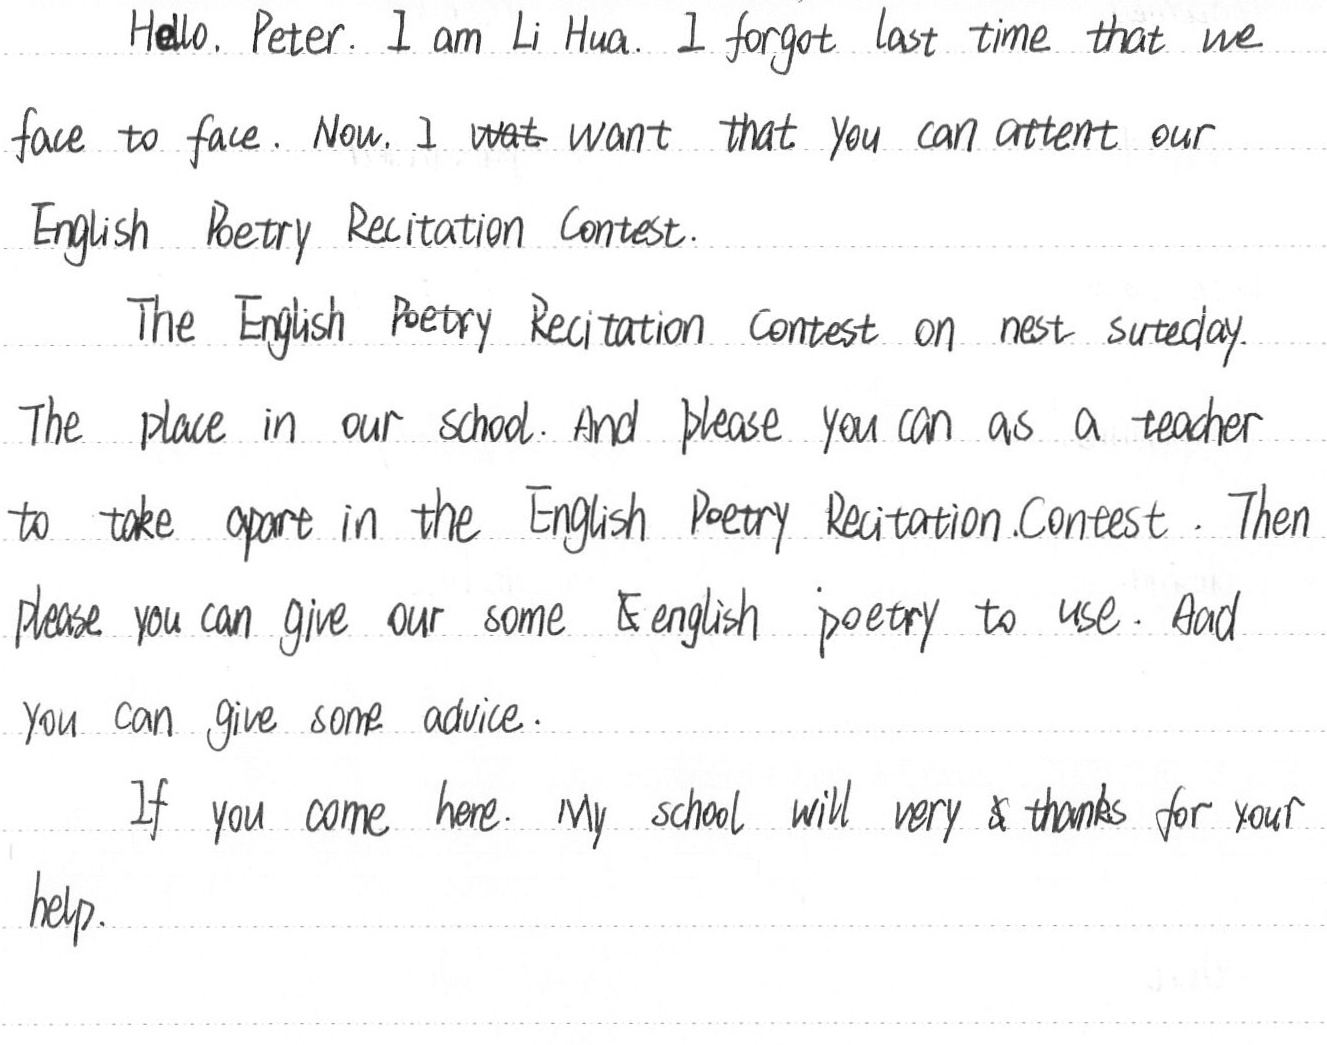 Hello. Peter. I am Li Hua. I forgot last time that we
face to face. Now. I wat want that you can attent our
English Poetry Recitation Contest.
The English Poetry Recitation Contest on nest suteday.
The place in our school. And please you can as a teacher
to take apart in the English Poetry Recitation.Contest. Then
please you can give our some E english poetry to use. Aad
you can give some advice.
If you come here. My school will very & thanks for your
help.